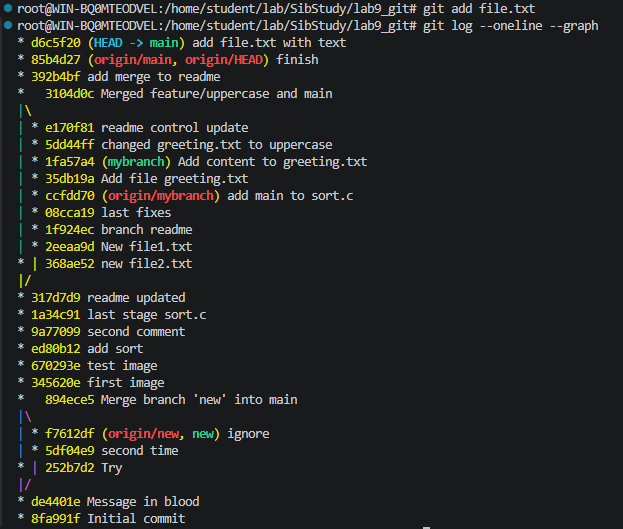 root@WIN-BQ0MTEODVEL:/home/student/lab/SibStudy/lab9_git# git add file.txt
root@WIN-BQ0MTEODVEL:/home/student/lab/SibStudy/lab9_git# git log --oneline --graph
* d6c5f20 (HEAD -> main) add file.txt with text
* 85b4d27 (origin/main, origin/HEAD) finish
* 392b4bf add merge to readme
*   3104d0c Merged feature/uppercase and main
|\
| * e170f81 readme control update
| * 5dd44ff changed greeting.txt to uppercase
| * 1fa57a4 (mybranch) Add content to greeting.txt
| * 35db19a Add file greeting.txt
| * ccfdd70 (origin/mybranch) add main to sort.c
| * 08cca19 last fixes
| * 1f924ec branch readme
| * 2eeaa9d New file1.txt
* | 368ae52 new file2.txt
|/
* 317d7d9 readme updated
* 1a34c91 last stage sort.c
* 9a77099 second comment
* ed80b12 add sort
* 670293e test image
* 345620e first image
*   894ece5 Merge branch 'new' into main
|\
| * f7612df (origin/new, new) ignore
| * 5df04e9 second time
* | 252b7d2 Try
|/
* de4401e Message in blood
* 8fa991f Initial commit